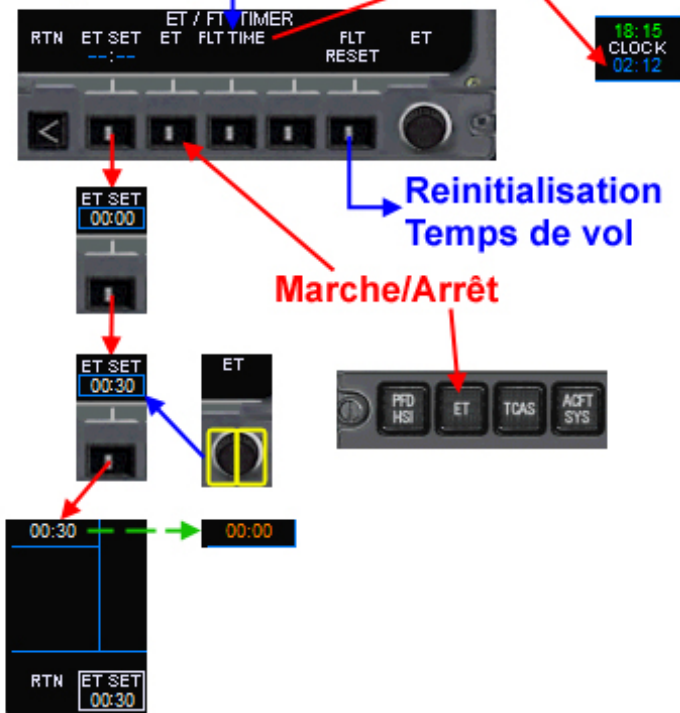 ET / FT TIMER
RTN ET SET ET FLT TIME FLT ET
--:-- RESET
18:15
CLOCK
02:12
ET SET
00:00
Reinitialisation
Temps de vol
Marche/Arrêt
ET SET
00:30
ET
PFD HSI ET TCAS ACFT SYS
00:30
00:00
RTN ET SET
00:30